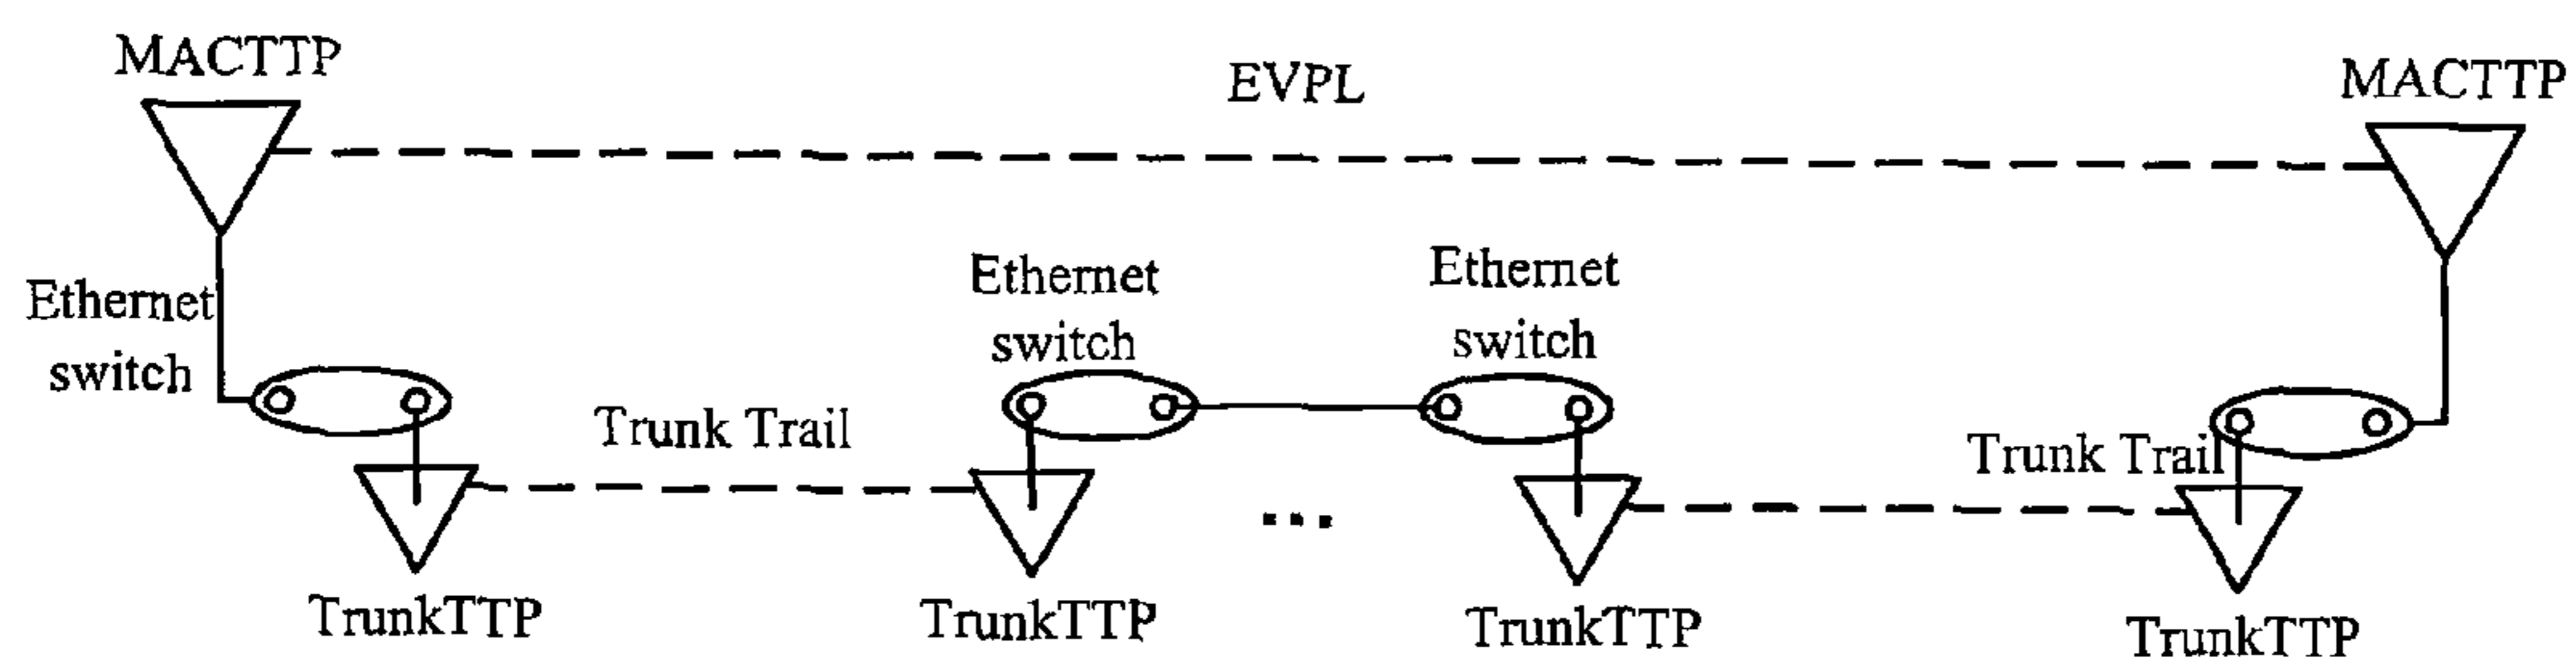 MACTTP
EVPL
MACTTP
Ethernet
switch
Ethernet
switch
Ethernet
switch
Trunk Trail
Trunk Trail
...
TrunkTTP
TrunkTTP
TrunkTTP
TrunkTTP